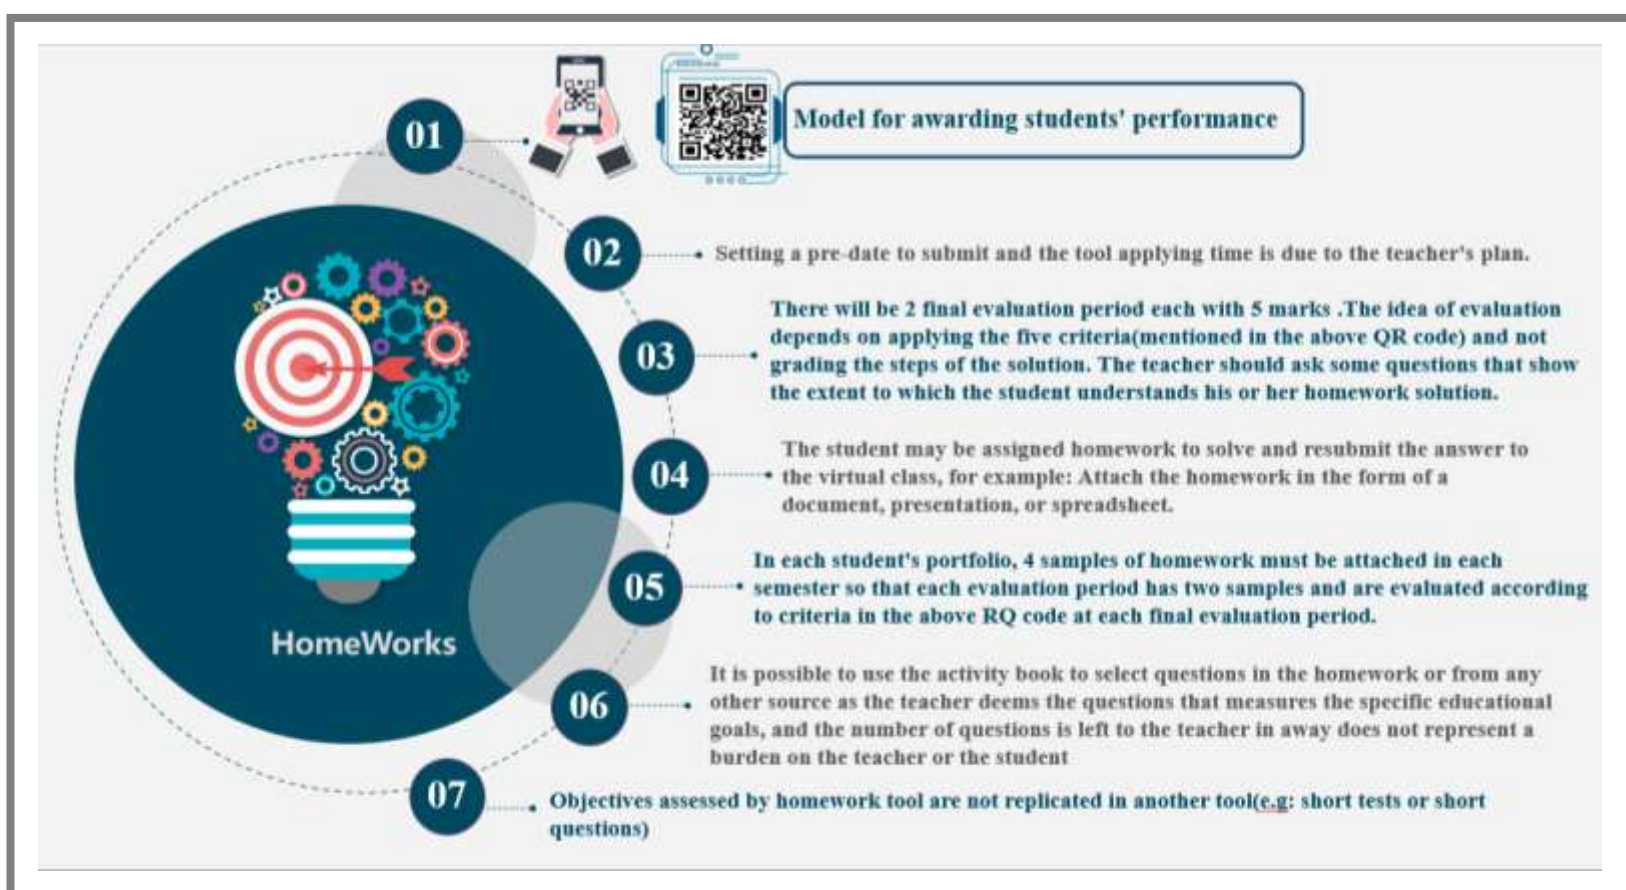 01
Model for awarding students' performance
02
Setting a pre-date to submit and the tool applying time is due to the teacher's plan.
03
There will be 2 final evaluation period each with 5 marks .The idea of evaluation
depends on applying the five criteria(mentioned in the above QR code) and not
grading the steps of the solution. The teacher should ask some questions that show
the extent to which the student understands his or her homework solution.
04
The student may be assigned homework to solve and resubmit the answer to
the virtual class, for example: Attach the homework in the form of a
document, presentation, or spreadsheet.
05
In each student's portfolio, 4 samples of homework must be attached in each
semester so that each evaluation period has two samples and are evaluated according
to criteria in the above RQ code at each final evaluation period.
HomeWorks
06
It is possible to use the activity book to select questions in the homework or from any
other source as the teacher deems the questions that measures the specific educational
goals, and the number of questions is left to the teacher in away does not represent a
burden on the teacher or the student
07
Objectives assessed by homework tool are not replicated in another tool(e.g: short tests or short
questions)